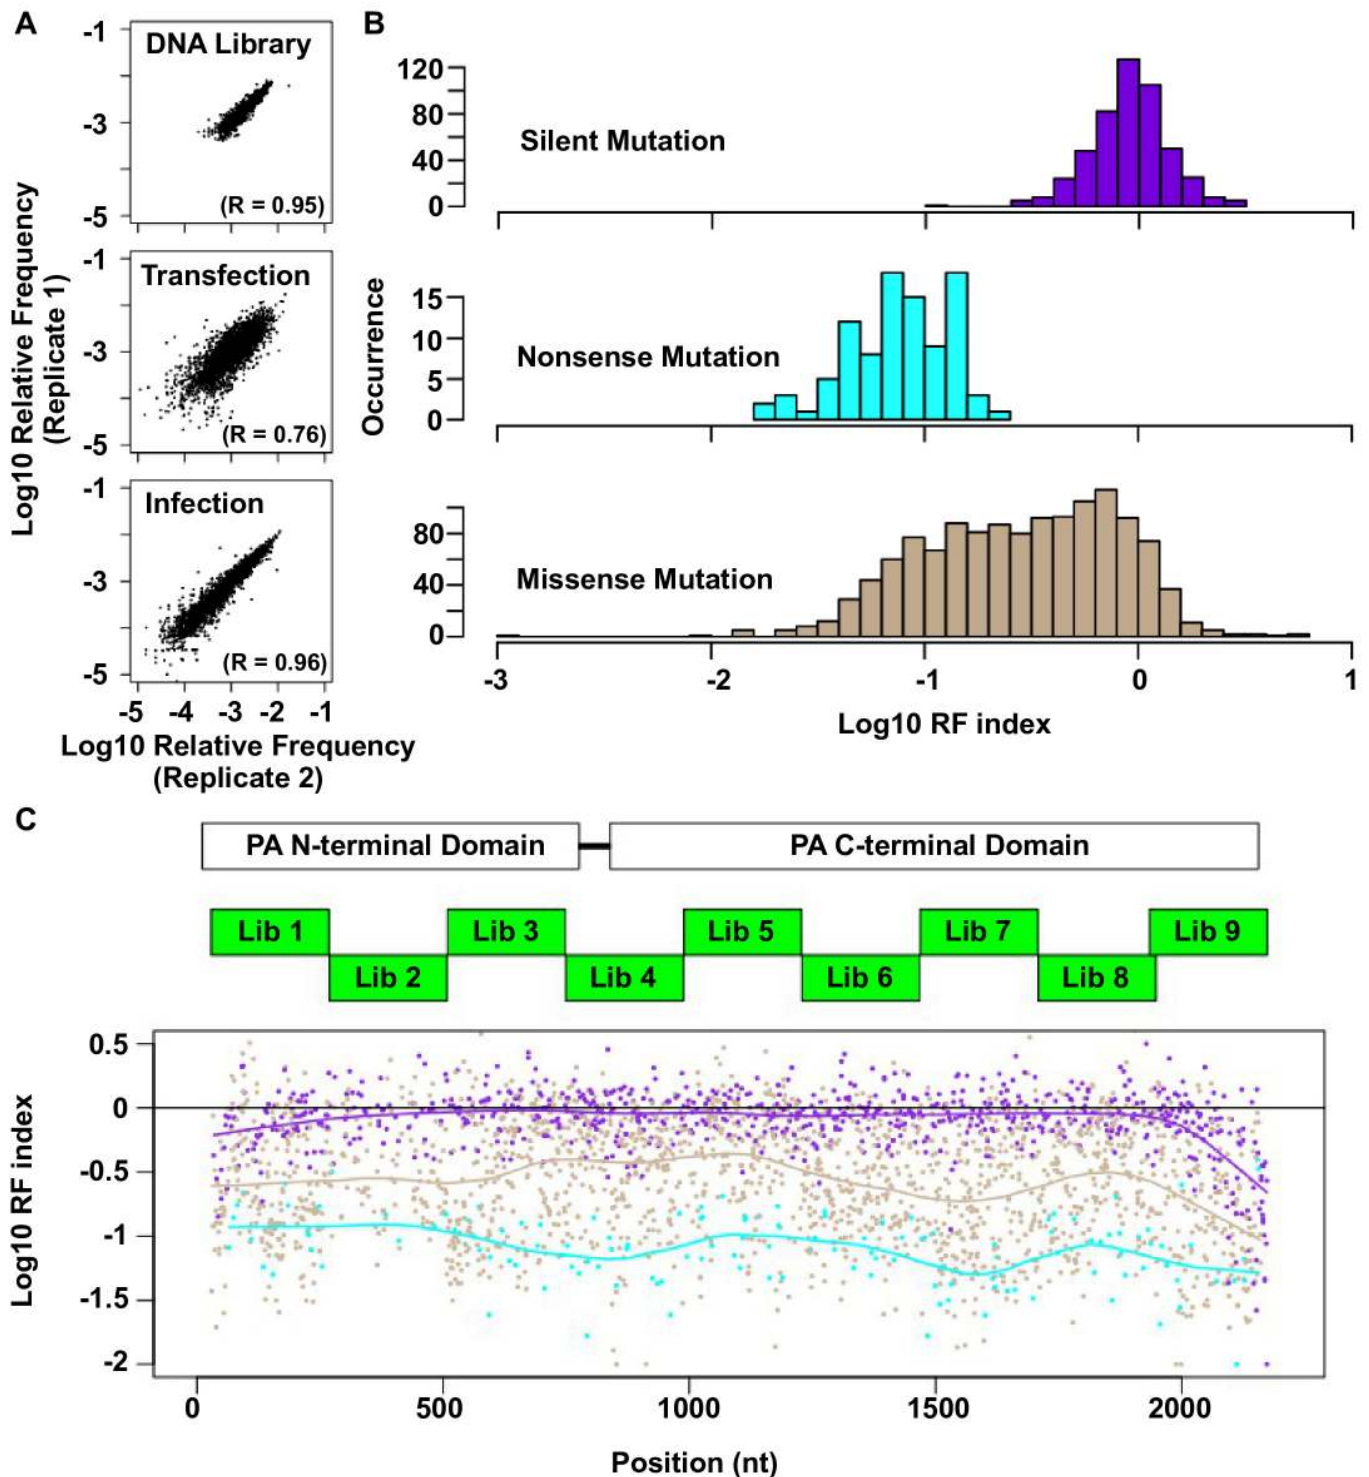 A
-1
DNA Library
-3
(R = 0.95)
-5
-1
Transfection
-3
(R = 0.76)
-5
-1
Infection
-3
(R = 0.96)
-5
-5 -4 -3 -2 -1
Log10 Relative Frequency
(Replicate 1)
Log10 Relative Frequency
(Replicate 2)
B
120
80
40
0
Silent Mutation
15
10
5
0
Nonsense Mutation
Occurrence
80
40
0
Missense Mutation
-3 -2 -1 0 1
Log10 RF index
C
PA N-terminal Domain PA C-terminal Domain
Lib 1 Lib 3 Lib 5 Lib 7 Lib 9
Lib 2 Lib 4 Lib 6 Lib 8
0.5
0
-0.5
-1
-1.5
-2
Log10 RF index
0 500 1000 1500 2000
Position (nt)